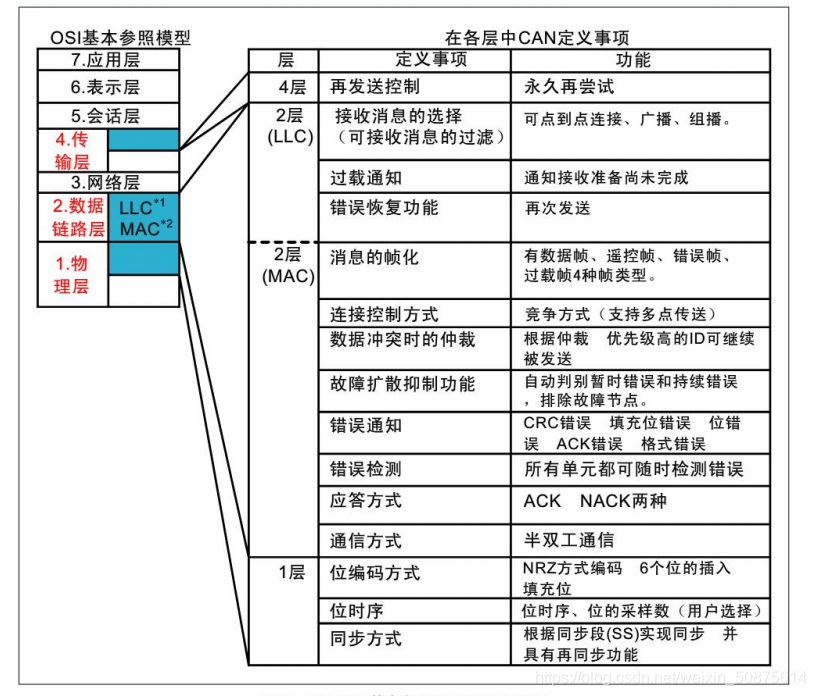 OSI基本参照模型
7.应用层
6.表示层
5.会话层
4.传
输层
3.网络层
2.数据
链路层
LLC*1
MAC*2
1.物
理层
在各层中CAN定义事项
层 定义事项 功能
4层 再发送控制 永久再尝试
2层
(LLC)
接收消息的选择
（可接收消息的过滤）
可点到点连接、广播、组播。
过载通知 通知接收准备尚未完成
错误恢复功能 再次发送
2层
(MAC)
消息的帧化
有数据帧、遥控帧、错误帧、
过载帧4种帧类型。
连接控制方式 竞争方式（支持多点传送）
数据冲突时的仲裁
根据仲裁 优先级高的ID可继续
被发送
故障扩散抑制功能
自动判别暂时错误和持续错误
，排除故障节点。
错误通知
CRC错误 填充位错误 位错
误 ACK错误 格式错误
错误检测 所有单元都可随时检测错误
应答方式 ACK NACK两种
通信方式 半双工通信
1层
位编码方式
NRZ方式编码 6个位的插入
填充位
位时序 位时序、位的采样数（用户选择）
同步方式
根据同步段(SS)实现同步 并
具有再同步功能
https://blog.csdn.net/weixin_50875614